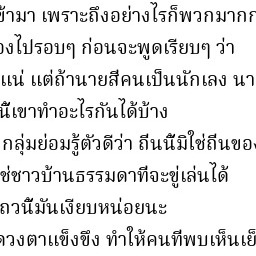 ข้ามา เพราะถึงอย่างไรก็พวกมากก
องไปรอบๆ ก่อนจะพูดเรียบๆ ว่า
แน่ แต่ถ้านายสี่คนเป็นนักเลง นา
นี้เขาทำอะไรกันได้บ้าง
กลุ่มย่อมรู้ตัวดีว่า ถิ่นนี้มิใช่ถิ่นของ
ช่ชาวบ้านธรรมดาที่จะขู่เล่นได้
ถวนี้มันเงียบหน่อยนะ
ดวงตาแข็งขึง ทำให้คนที่พบเห็นเย็